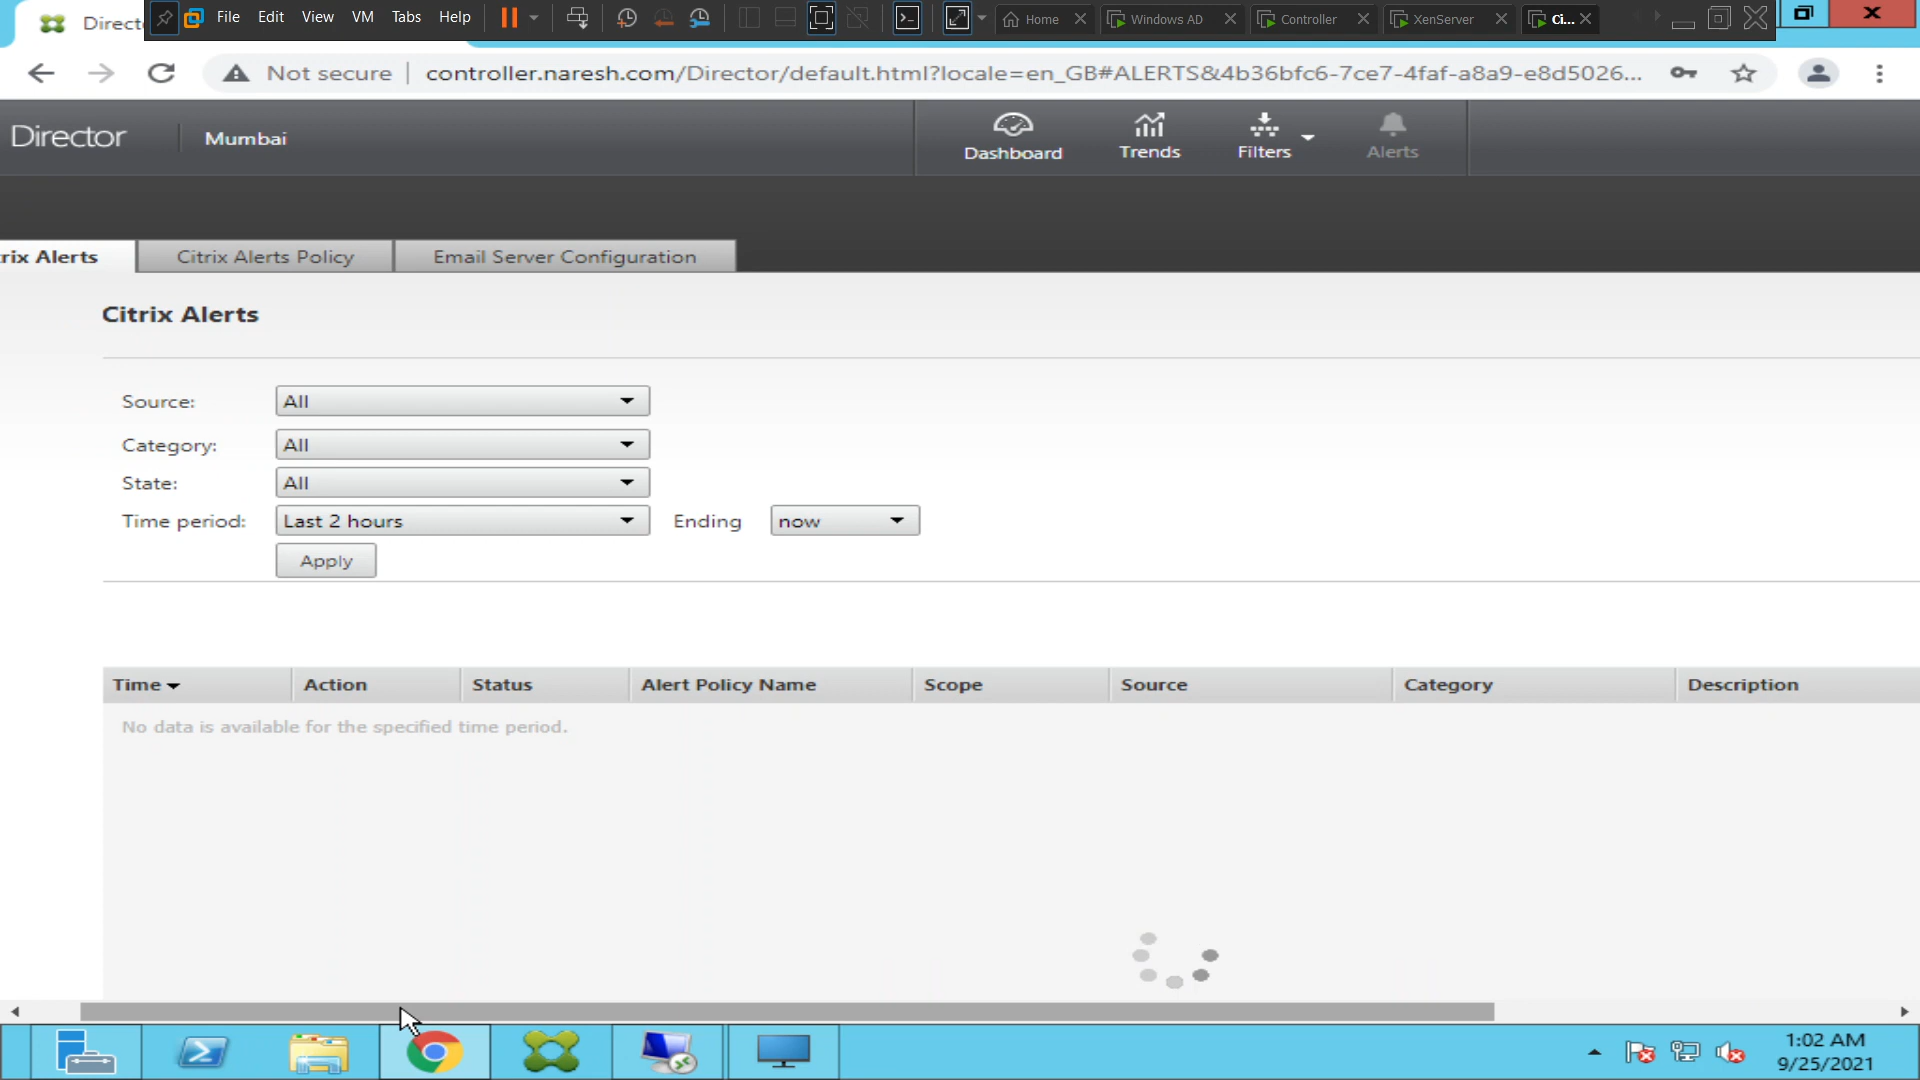 Direct
File Edit View VM Tabs Help
Home Windows AD Controller XenServer Ci...
Not secure controller.naresh.com/Director/default.html?locale=en_GB#ALERTS&4b36bfc6-7ce7-4faf-a8a9-e8d5026...
Director Mumbai Dashboard Trends Filters Alerts
rix Alerts Citrix Alerts Policy Email Server Configuration
Citrix Alerts
Source: All
Category: All
State: All
Time period: Last 2 hours Ending now
Apply
Time Action Status Alert Policy Name Scope Source Category Description
No data is available for the specified time period.
1:02 AM
9/25/2021